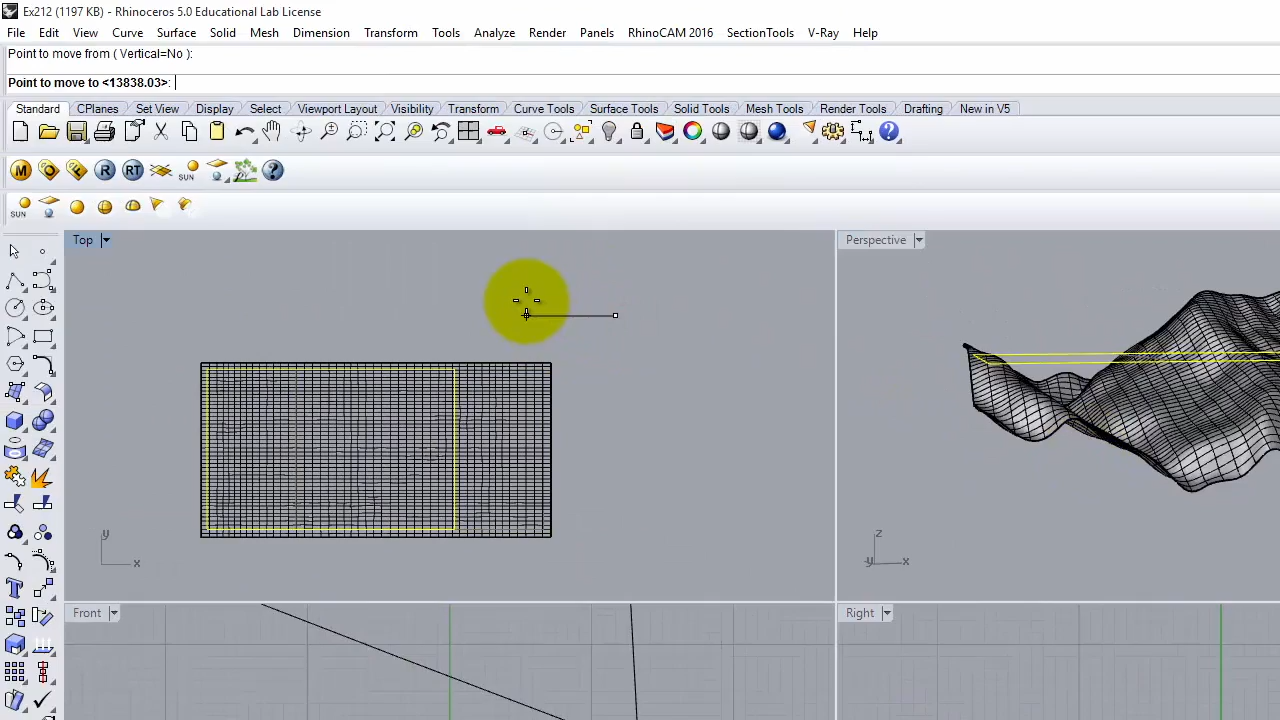 Ex212 (1197 KB) - Rhinoceros 5.0 Educational Lab License
File Edit View Curve Surface Solid Mesh Dimension Transform Tools Analyze Render Panels RhinoCAM 2016 SectionTools V-Ray Help
Point to move from ( Vertical=No ):
Point to move to <13838.03>:
Standard CPlanes Set View Display Select Viewport Layout Visibility Transform Curve Tools Surface Tools Solid Tools Mesh Tools Render Tools Drafting New in V5
M O F R RT SUN ?
SUN
Top Perspective
y x z y x
Front Right